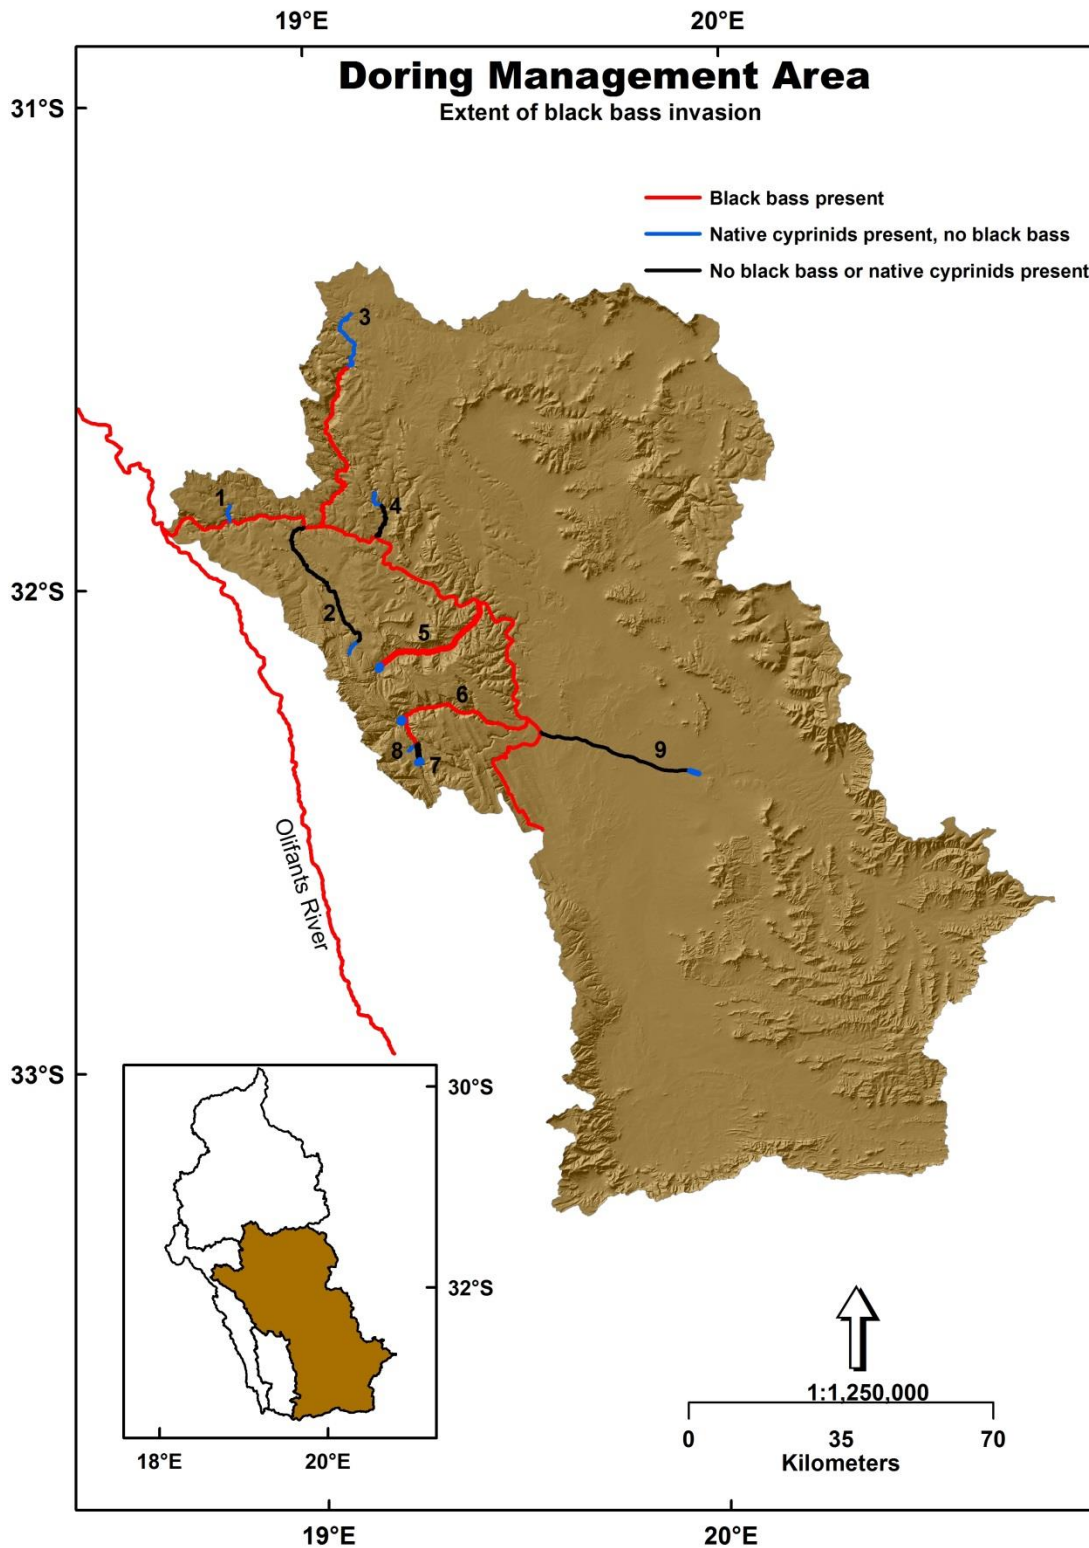 19°E
20°E
Doring Management Area
Extent of black bass invasion
31°S
Black bass present
Native cyprinids present, no black bass
No black bass or native cyprinids present
3
1
4
32°S
2
5
6
8
7
9
Olifants River
33°S
30°S
32°S
18°E
20°E
1:1,250,000
0
35
70
Kilometers
19°E
20°E